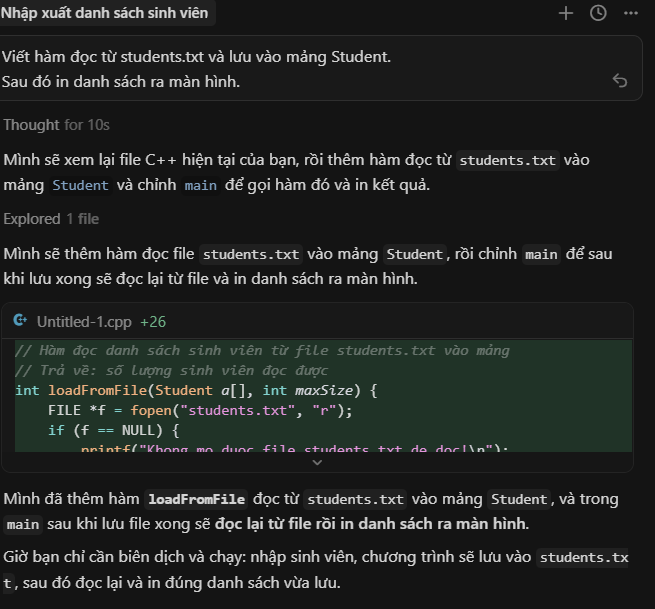 Nhập xuất danh sách sinh viên
Viết hàm đọc từ students.txt và lưu vào mảng Student.
Sau đó in danh sách ra màn hình.
Thought for 10s
Mình sẽ xem lại file C++ hiện tại của bạn, rồi thêm hàm đọc từ students.txt vào
mảng Student và chỉnh main để gọi hàm đó và in kết quả.
Explored 1 file
Mình sẽ thêm hàm đọc file students.txt vào mảng Student, rồi chỉnh main để sau
khi lưu xong sẽ đọc lại từ file và in danh sách ra màn hình.
Untitled-1.cpp +26
// Hàm đọc danh sách sinh viên từ file students.txt vào mảng
// Trả về: số lượng sinh viên đọc được
int loadFromFile(Student a[], int maxSize) {
FILE *f = fopen("students.txt", "r");
if (f == NULL) {
printf("Khong mo duoc file students.txt de doc!\n");
Mình đã thêm hàm loadFromFile đọc từ students.txt vào mảng Student, và trong
main sau khi lưu file xong sẽ đọc lại từ file rồi in danh sách ra màn hình.
Giờ bạn chỉ cần biên dịch và chạy: nhập sinh viên, chương trình sẽ lưu vào students.tx
t, sau đó đọc lại và in đúng danh sách vừa lưu.